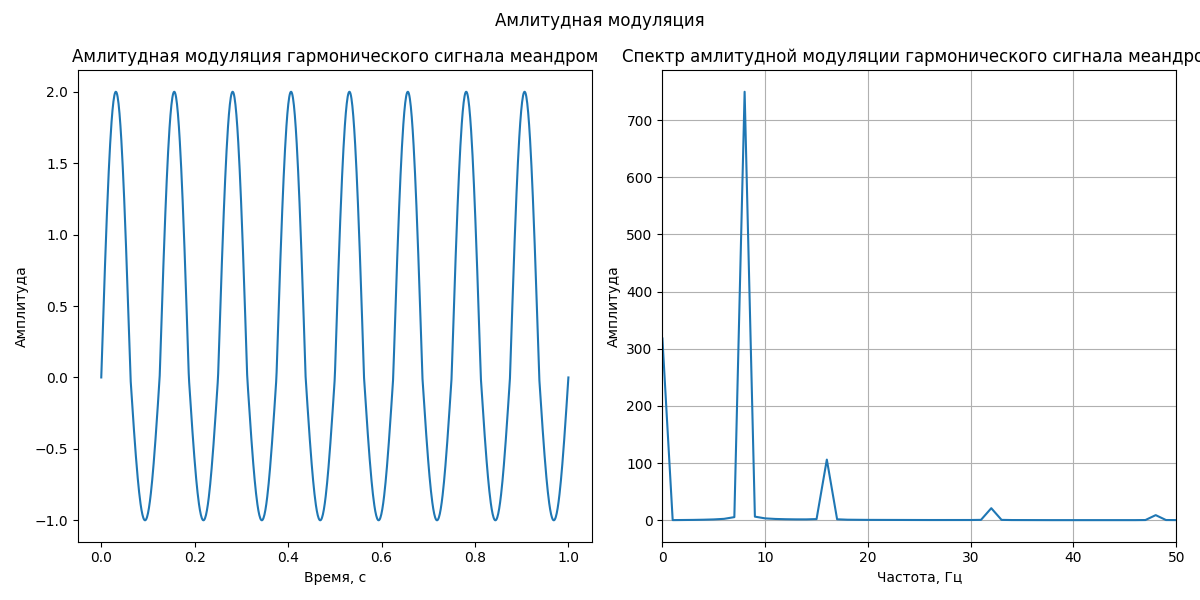 Амлитудная модуляция
Амлитудная модуляция гармонического сигнала меандром
Амплитуда
2.0
1.5
1.0
0.5
0.0
−0.5
−1.0
0.0 0.2 0.4 0.6 0.8 1.0
Время, с
Спектр амлитудной модуляции гармонического сигнала меандро
Амплитуда
700
600
500
400
300
200
100
0
0 10 20 30 40 50
Частота, Гц